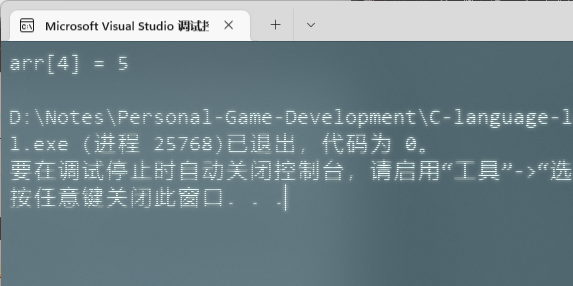 Microsoft Visual Studio 调试
arr[4] = 5
D:\Notes\Personal-Game-Development\C-language-l
l.exe (进程 25768)已退出，代码为 0。
要在调试停止时自动关闭控制台，请启用“工具”->“选
按任意键关闭此窗口. . .